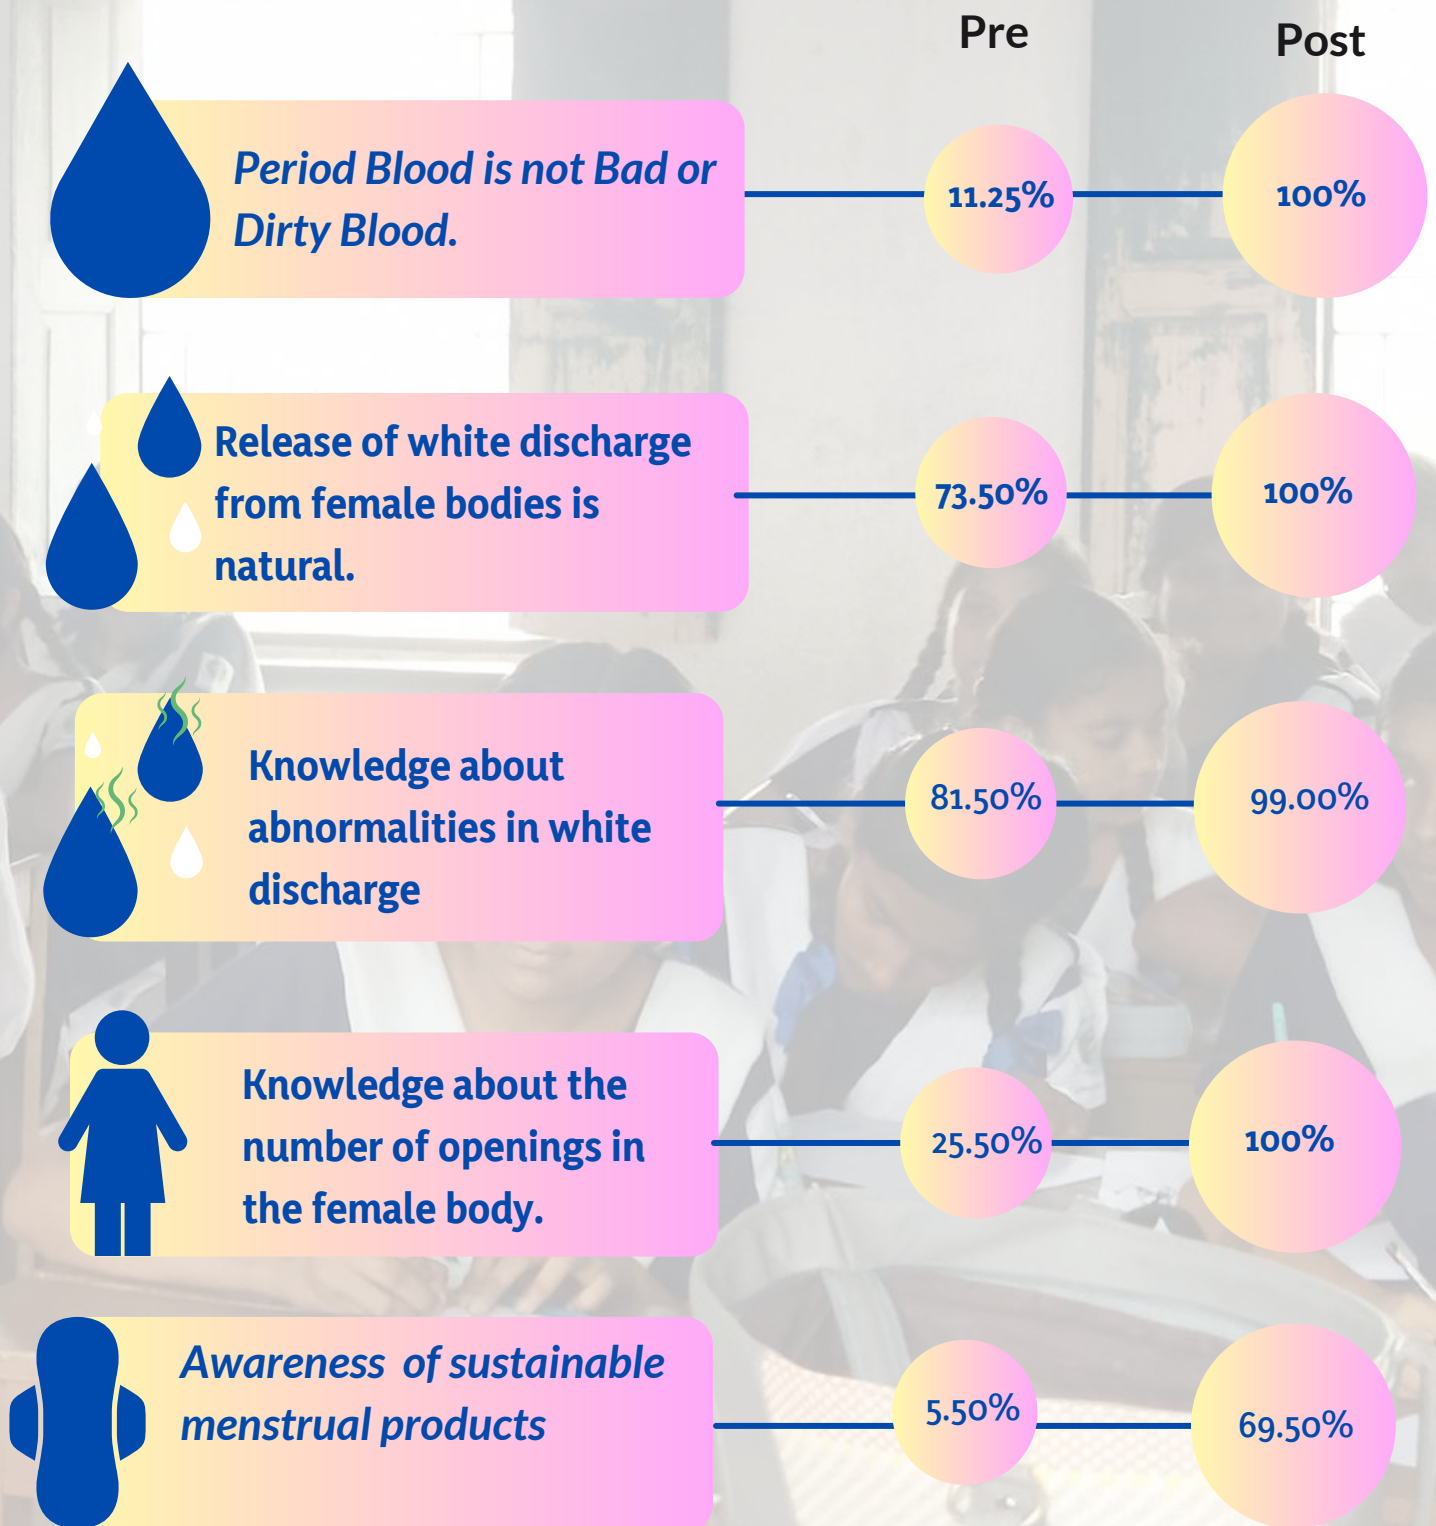 Pre Post
Period Blood is not Bad or
Dirty Blood.
11.25% 100%
Release of white discharge
from female bodies is
natural.
73.50% 100%
Knowledge about
abnormalities in white
discharge
81.50% 99.00%
Knowledge about the
number of openings in
the female body.
25.50% 100%
Awareness of sustainable
menstrual products
5.50% 69.50%